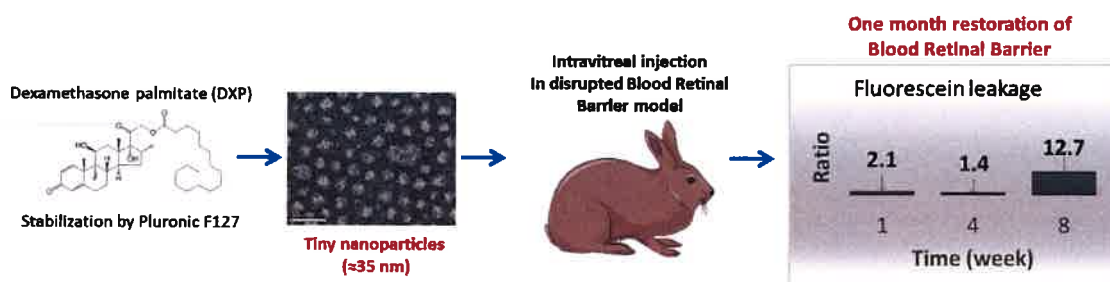 Dexamethasone palmitate (DXP)
O
O
HO
OH
H
F
H
O
Stabilization by Pluronic F127
Tiny nanoparticles
(≈35 nm)
Intravitreal injection
In disrupted Blood Retinal
Barrier model
One month restoration of
Blood Retinal Barrier
Fluorescein leakage
Ratio
2.1
1.4
12.7
1
4
8
Time (week)